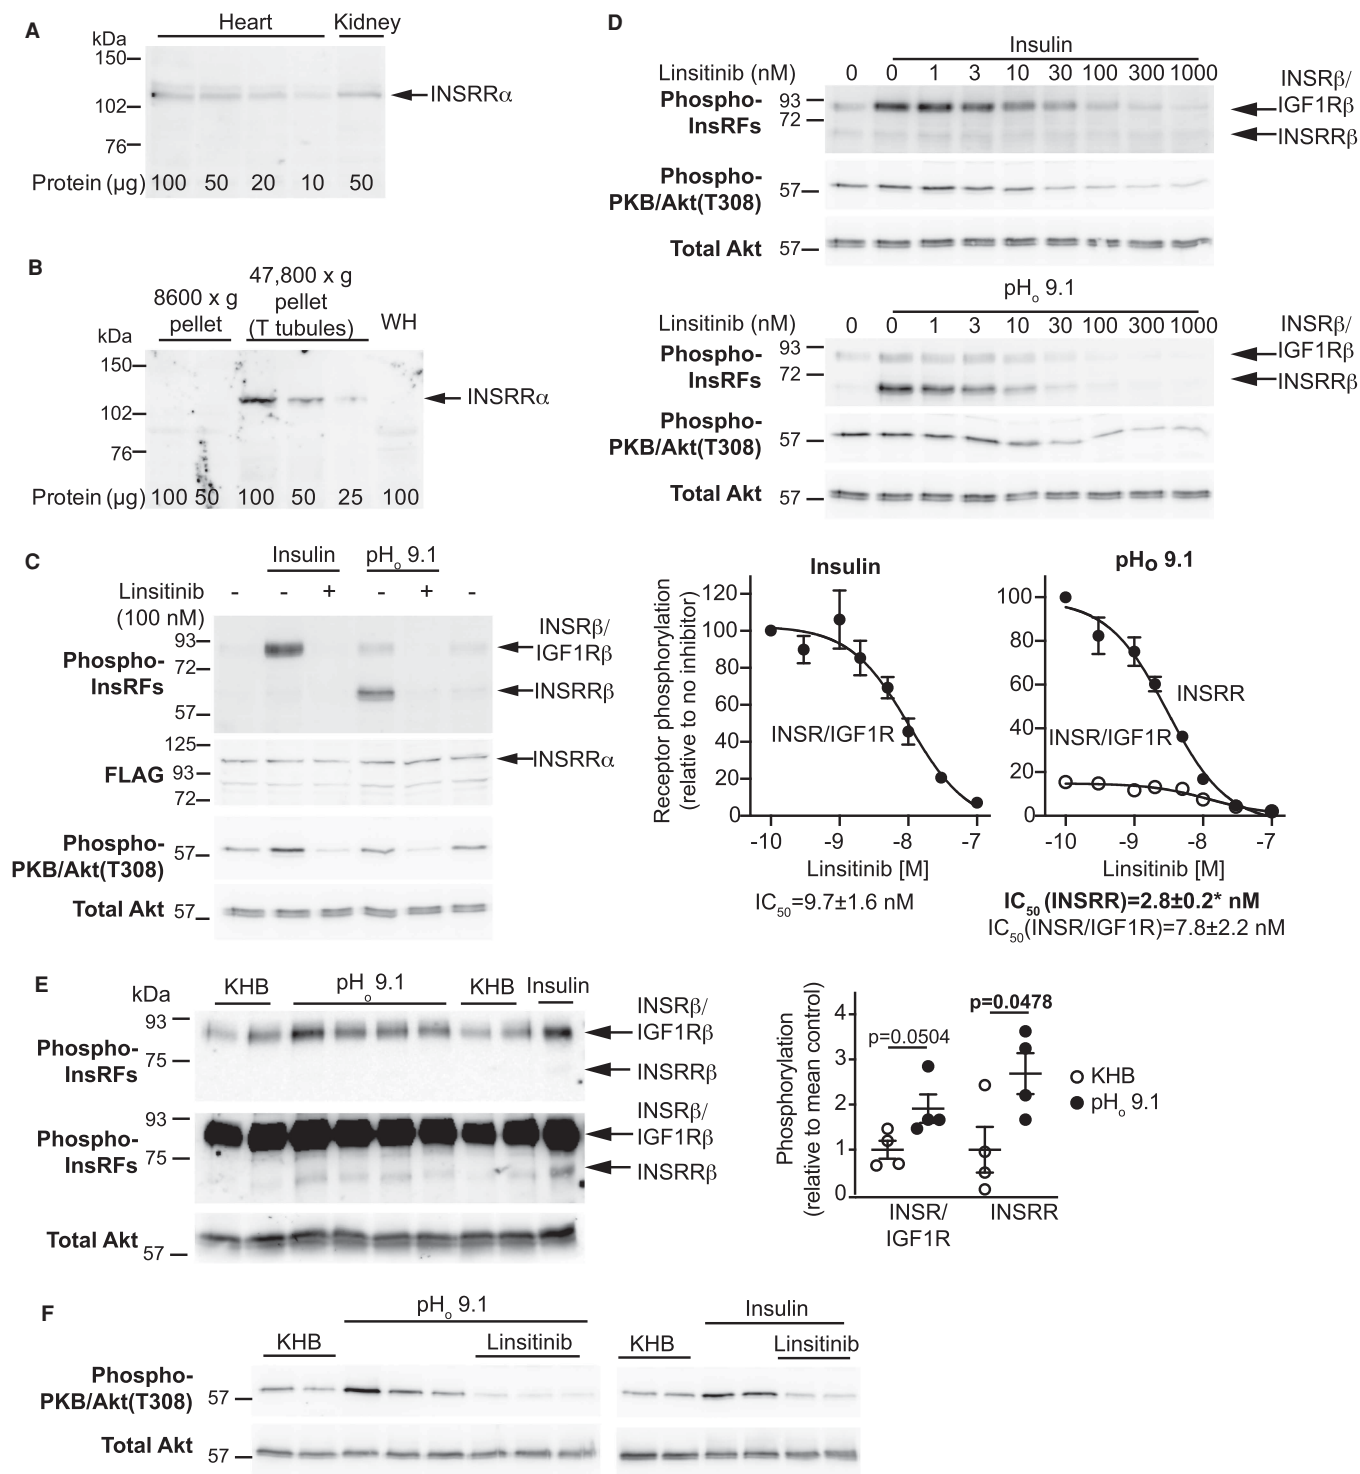 A
Heart Kidney
kDa
150
102
76
INSRRα
Protein (µg) 100 50 20 10 50
B
8600 x g
pellet
47,800 x g
pellet
(T tubules)
WH
kDa
150
102
76
INSRRα
Protein (µg) 100 50 100 50 25 100
C
Insulin pHo 9.1
Linsitinib
(100 nM)
- - + - + -
Phospho-
InsRFs
93
72
57
INSRβ/
IGF1Rβ
INSRRβ
FLAG
125
93
72
INSRRα
Phospho-
PKB/Akt(T308)
57
Total Akt 57
D
Insulin
Linsitinib (nM) 0 0 1 3 10 30 100 300 1000
Phospho-
InsRFs
93
72
INSRβ/
IGF1Rβ
INSRRβ
Phospho-
PKB/Akt(T308)
57
Total Akt 57
pHo 9.1
Linsitinib (nM) 0 0 1 3 10 30 100 300 1000
Phospho-
InsRFs
93
72
INSRβ/
IGF1Rβ
INSRRβ
Phospho-
PKB/Akt(T308)
57
Total Akt 57
Insulin
Receptor phosphorylation
(relative to no inhibitor)
120
100
80
60
40
20
0
INSR/IGF1R
-10 -9 -8 -7
Linsitinib [M]
IC50=9.7±1.6 nM
pHo 9.1
100
80
60
40
20
0
INSRR
INSR/IGF1R
-10 -9 -8 -7
Linsitinib [M]
IC50 (INSRR)=2.8±0.2* nM
IC50(INSR/IGF1R)=7.8±2.2 nM
E
kDa
KHB pHo 9.1 KHB Insulin
Phospho-
InsRFs
93
75
INSRβ/
IGF1Rβ
INSRRβ
Phospho-
InsRFs
93
75
INSRβ/
IGF1Rβ
INSRRβ
Total Akt
57
Phosphorylation
(relative to mean control)
4
3
2
1
0
p=0.0504
p=0.0478
KHB
pHo 9.1
INSR/
IGF1R
INSRR
F
pHo 9.1
KHB Linsitinib
Insulin
KHB Linsitinib
Phospho-
PKB/Akt(T308)
57
Total Akt
57